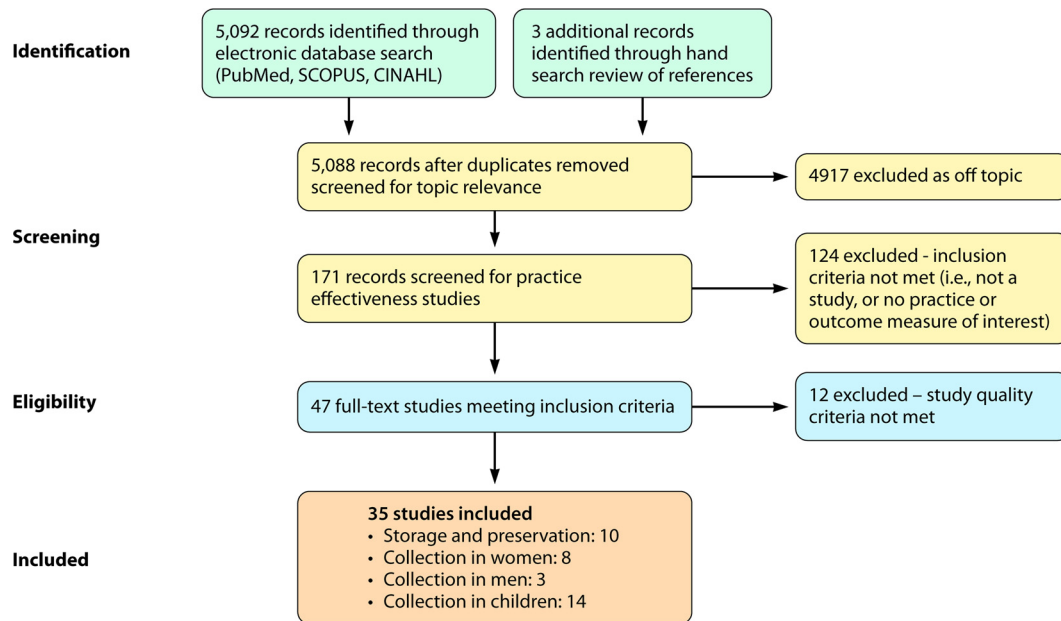 Identification
5,092 records identified through
electronic database search
(PubMed, SCOPUS, CINAHL)
3 additional records
identified through hand
search review of references
5,088 records after duplicates removed
screened for topic relevance
4917 excluded as off topic
Screening
171 records screened for practice
effectiveness studies
124 excluded - inclusion
criteria not met (i.e., not a
study, or no practice or
outcome measure of interest)
Eligibility
47 full-text studies meeting inclusion criteria
12 excluded – study quality
criteria not met
Included
35 studies included
• Storage and preservation: 10
• Collection in women: 8
• Collection in men: 3
• Collection in children: 14